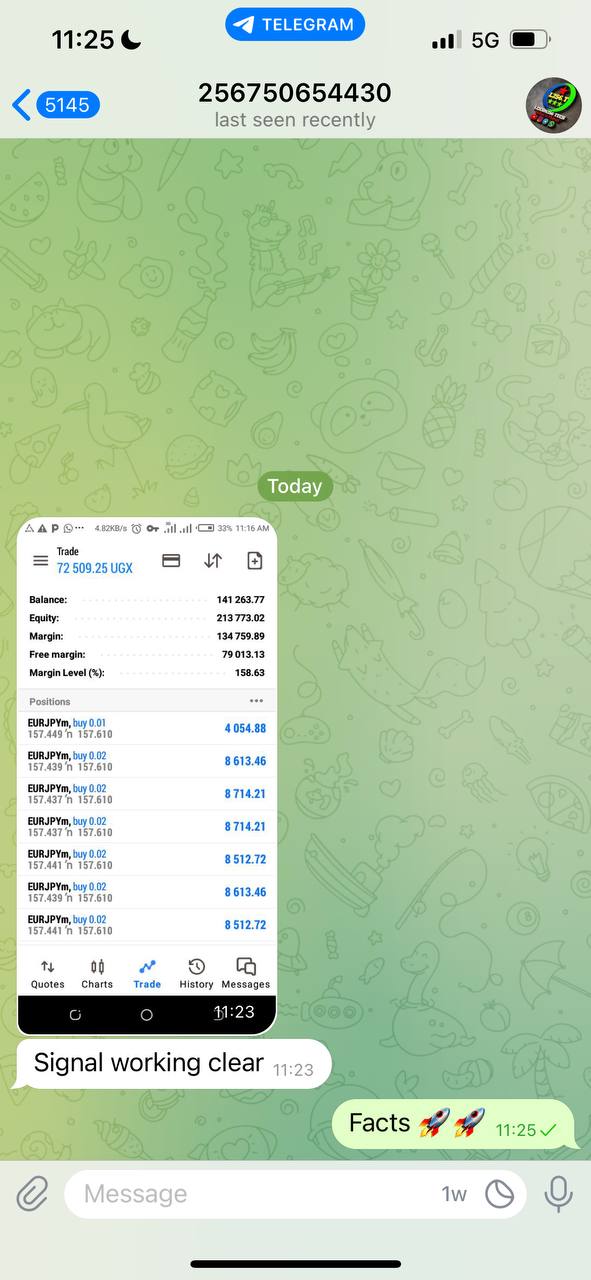 11:25
TELEGRAM
5G
5145
256750654430
last seen recently
Today
4.82KB/s 33% 11:16 AM
Trade
72 509.25 UGX
Balance: 141 263.77
Equity: 213 773.02
Margin: 134 759.89
Free margin: 79 013.13
Margin Level (%): 158.63
Positions
EURJPYm, buy 0.01
157.449 157.610
4 054.88
EURJPYm, buy 0.02
157.439 157.610
8 613.46
EURJPYm, buy 0.02
157.437 157.610
8 714.21
EURJPYm, buy 0.02
157.437 157.610
8 714.21
EURJPYm, buy 0.02
157.441 157.610
8 512.72
EURJPYm, buy 0.02
157.439 157.610
8 613.46
EURJPYm, buy 0.02
157.441 157.610
8 512.72
Quotes Charts Trade History Messages
11:23
Signal working clear 11:23
Facts 🚀 🚀 11:25
Message 1w